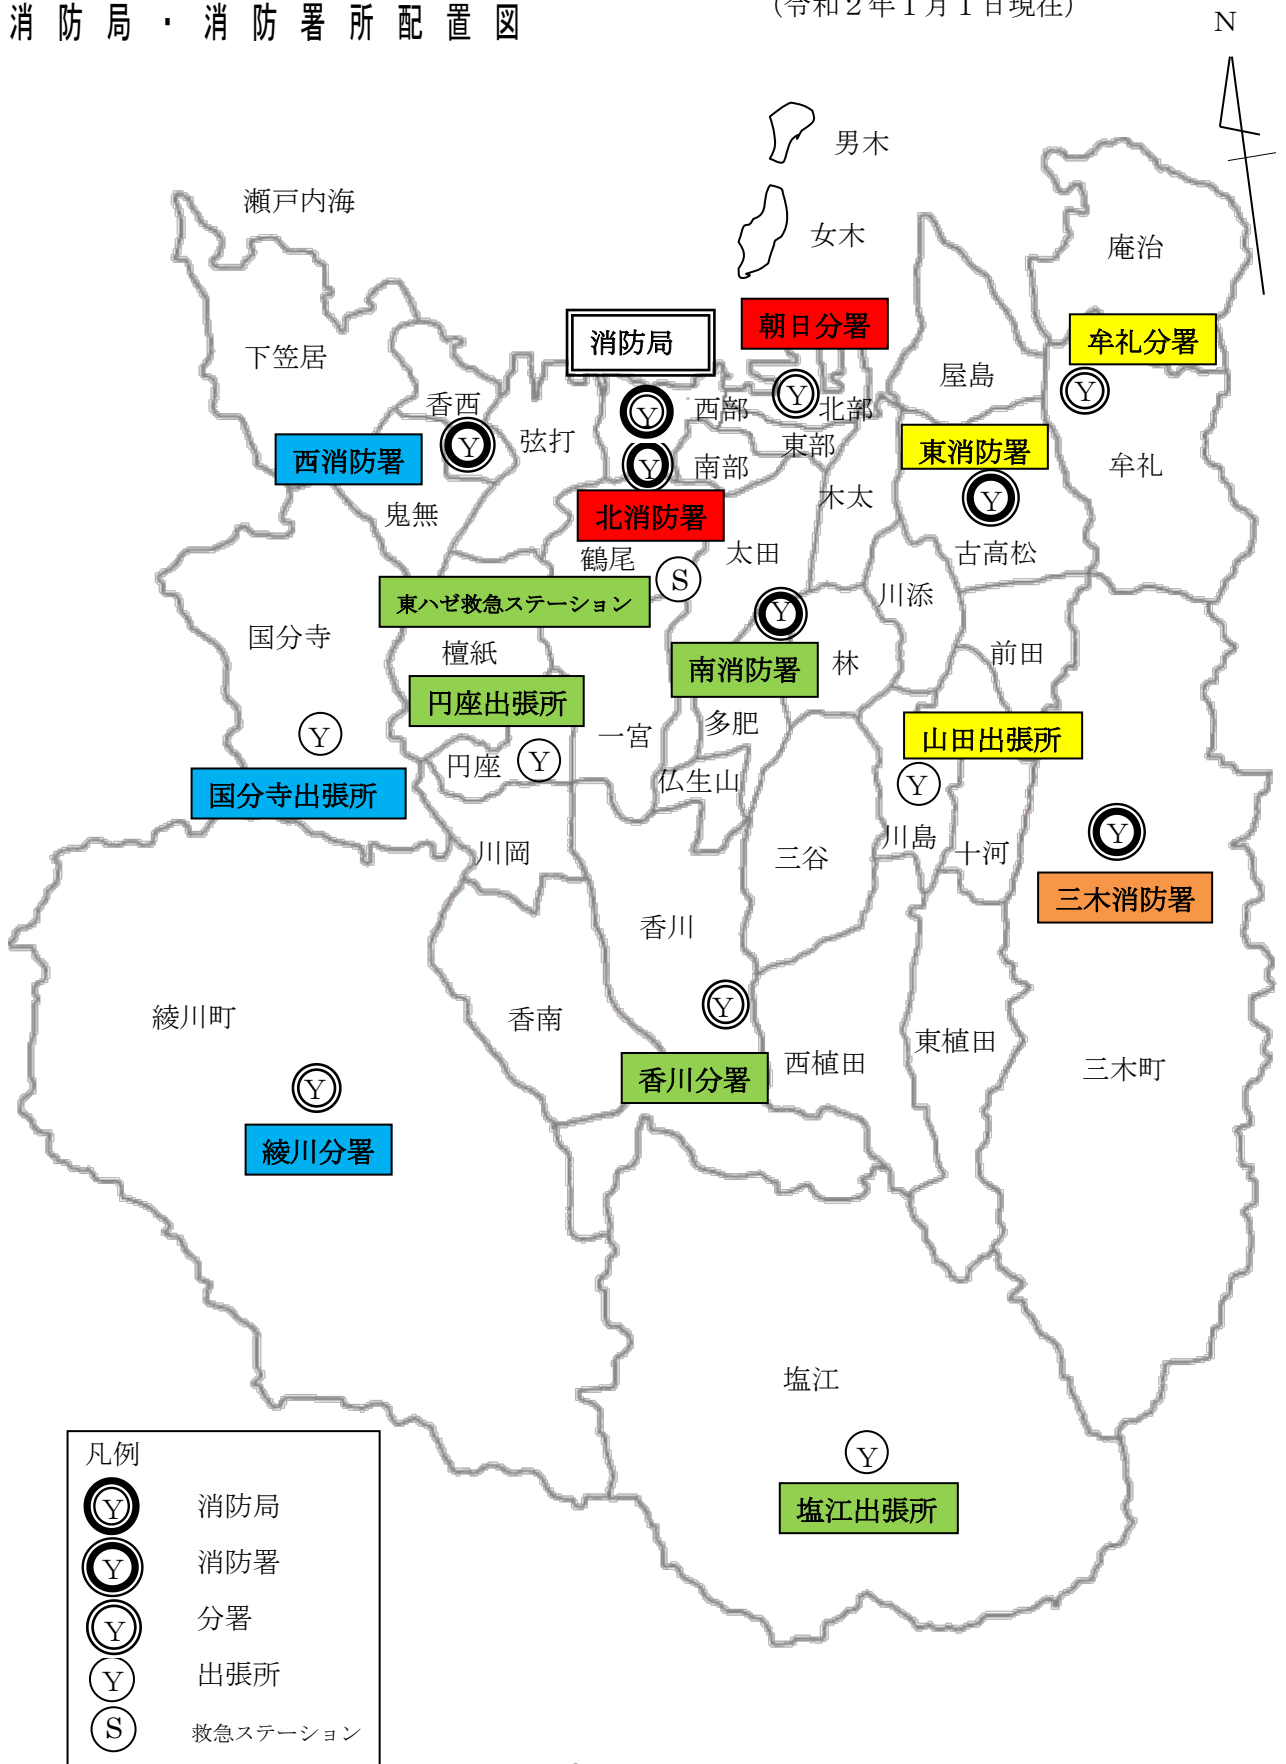 消防局・消防署所配置図
（令和２年１月１日現在）
N
男木
瀬戸内海
女木
庵治
朝日分署
消防局
牟礼分署
下笠居
屋島
Y
Y
香西
Y
西部
北部
弦打
Y
東部
西消防署
東消防署
Y
南部
牟礼
木太
Y
鬼無
北消防署
太田
古高松
鶴尾
S
川添
東ハゼ救急ステーション
Y
国分寺
檀紙
前田
南消防署
林
円座出張所
多肥
Y
一宮
山田出張所
円座
Y
仏生山
Y
国分寺出張所
Y
川島
川岡
三谷
十河
三木消防署
香川
Y
綾川町
香南
東植田
西植田
三木町
香川分署
Y
綾川分署
塩江
Y
塩江出張所
凡例
Y 消防局
Y 消防署
Y 分署
Y 出張所
S 救急ステーション